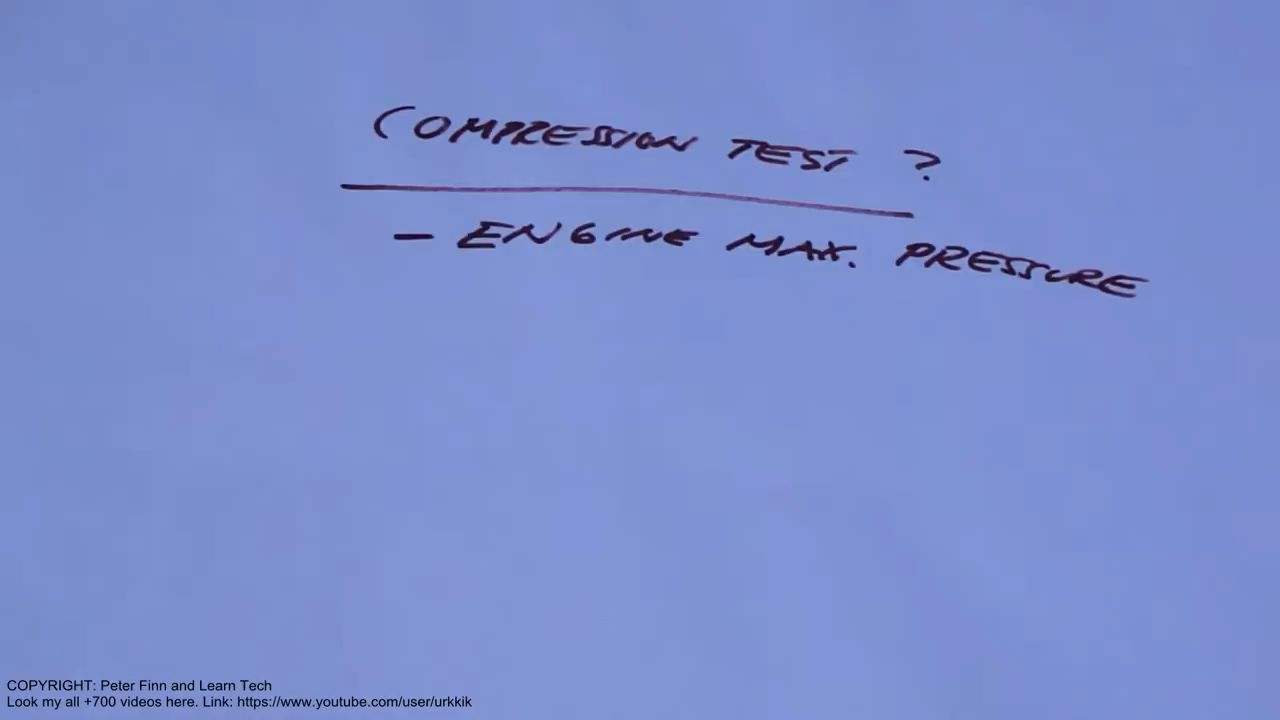 COMPRESSION TEST ?
- ENGINE MAX. PRESSURE
COPYRIGHT: Peter Finn and Learn Tech
Look my all +700 videos here. Link: https://www.youtube.com/user/urkkik